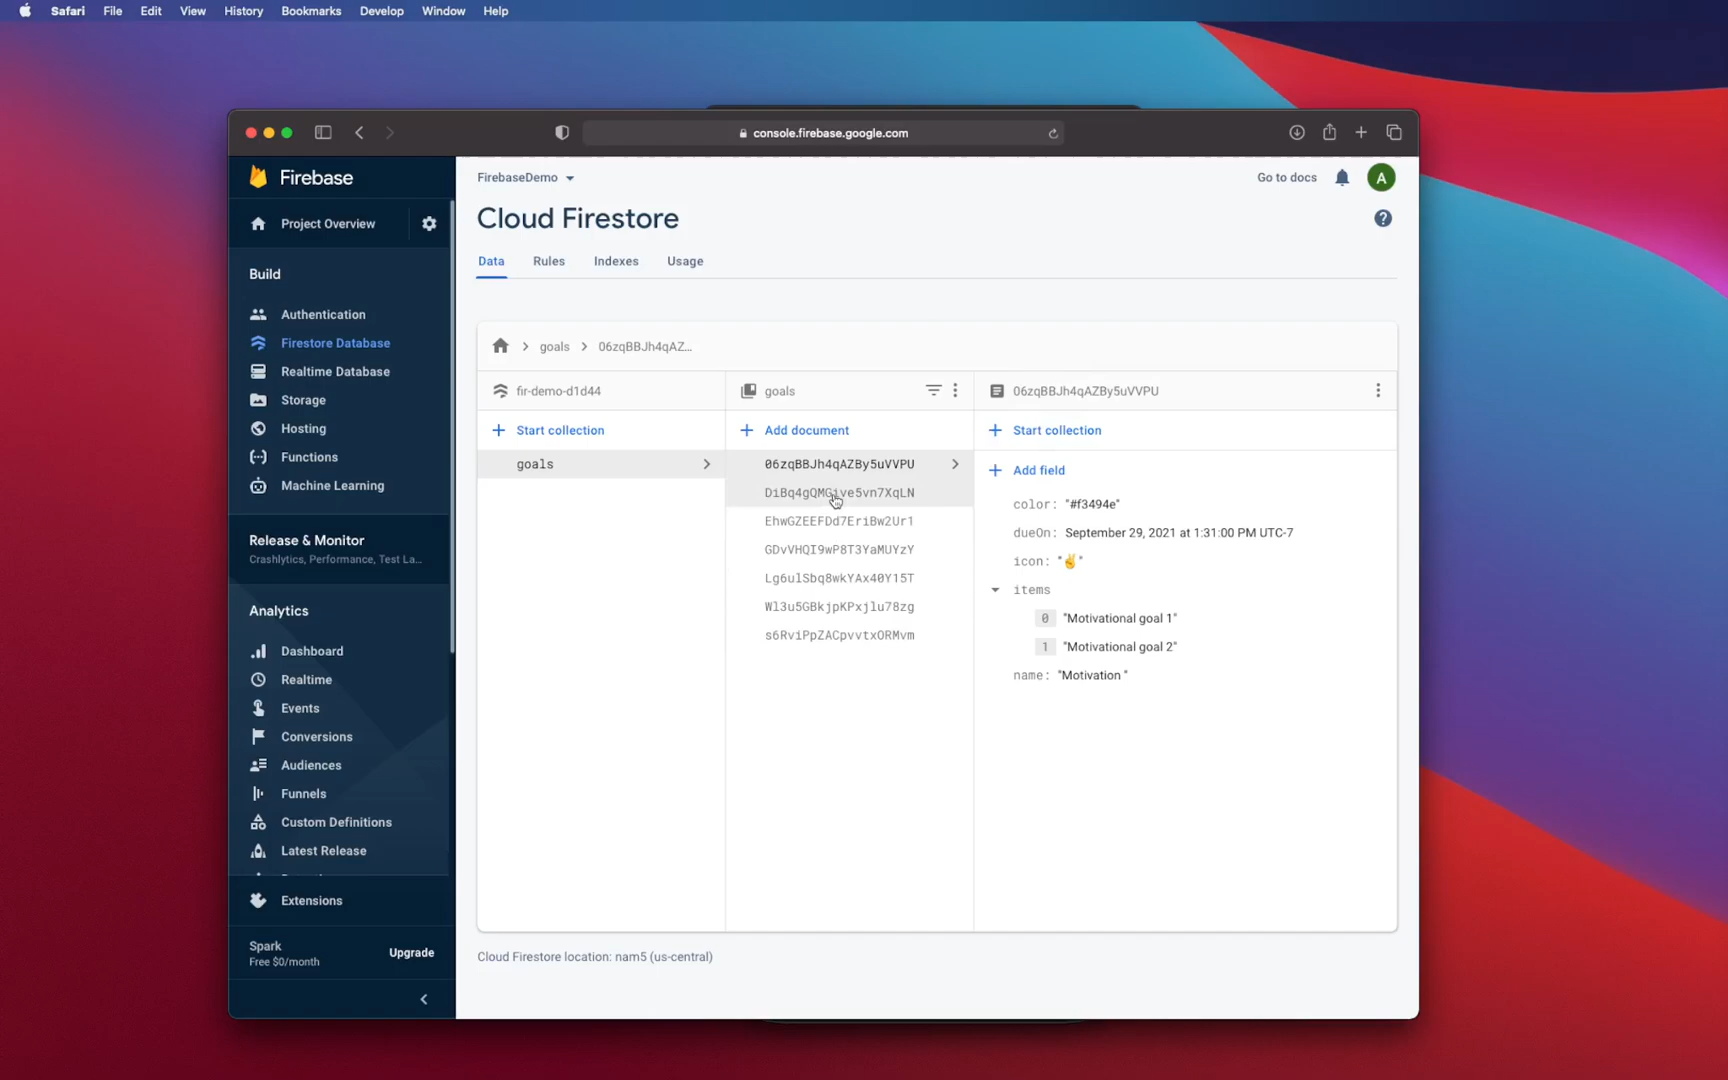 Safari File Edit View History Bookmarks Develop Window Help
console.firebase.google.com
Firebase
FirebaseDemo
Go to docs
A
Project Overview
Cloud Firestore
?
Data Rules Indexes Usage
Build
Authentication
Firestore Database
Realtime Database
Storage
Hosting
Functions
Machine Learning
Release & Monitor
Crashlytics, Performance, Test La...
Analytics
Dashboard
Realtime
Events
Conversions
Audiences
Funnels
Custom Definitions
Latest Release
Extensions
Spark
Free $0/month
Upgrade
goals
06zqBBJh4qAZ...
fir-demo-d1d44
Start collection
goals
goals
Add document
06zqBBJh4qAZBy5uVVPU
DiBq4gQMGive5vn7XqLN
EhwGZEEFDd7EriBw2Ur1
GDvVHQI9wP8T3YaMUYzY
Lg6ulSbq8wkYAx40Y15T
Wl3u5GBkjpKPxjlu78zg
s6RviPpZACpvvtxORMvm
06zqBBJh4qAZBy5uVVPU
Start collection
Add field
color: "#f3494e"
dueOn: September 29, 2021 at 1:31:00 PM UTC-7
icon: "✌️"
items
0 "Motivational goal 1"
1 "Motivational goal 2"
name: "Motivation "
Cloud Firestore location: nam5 (us-central)